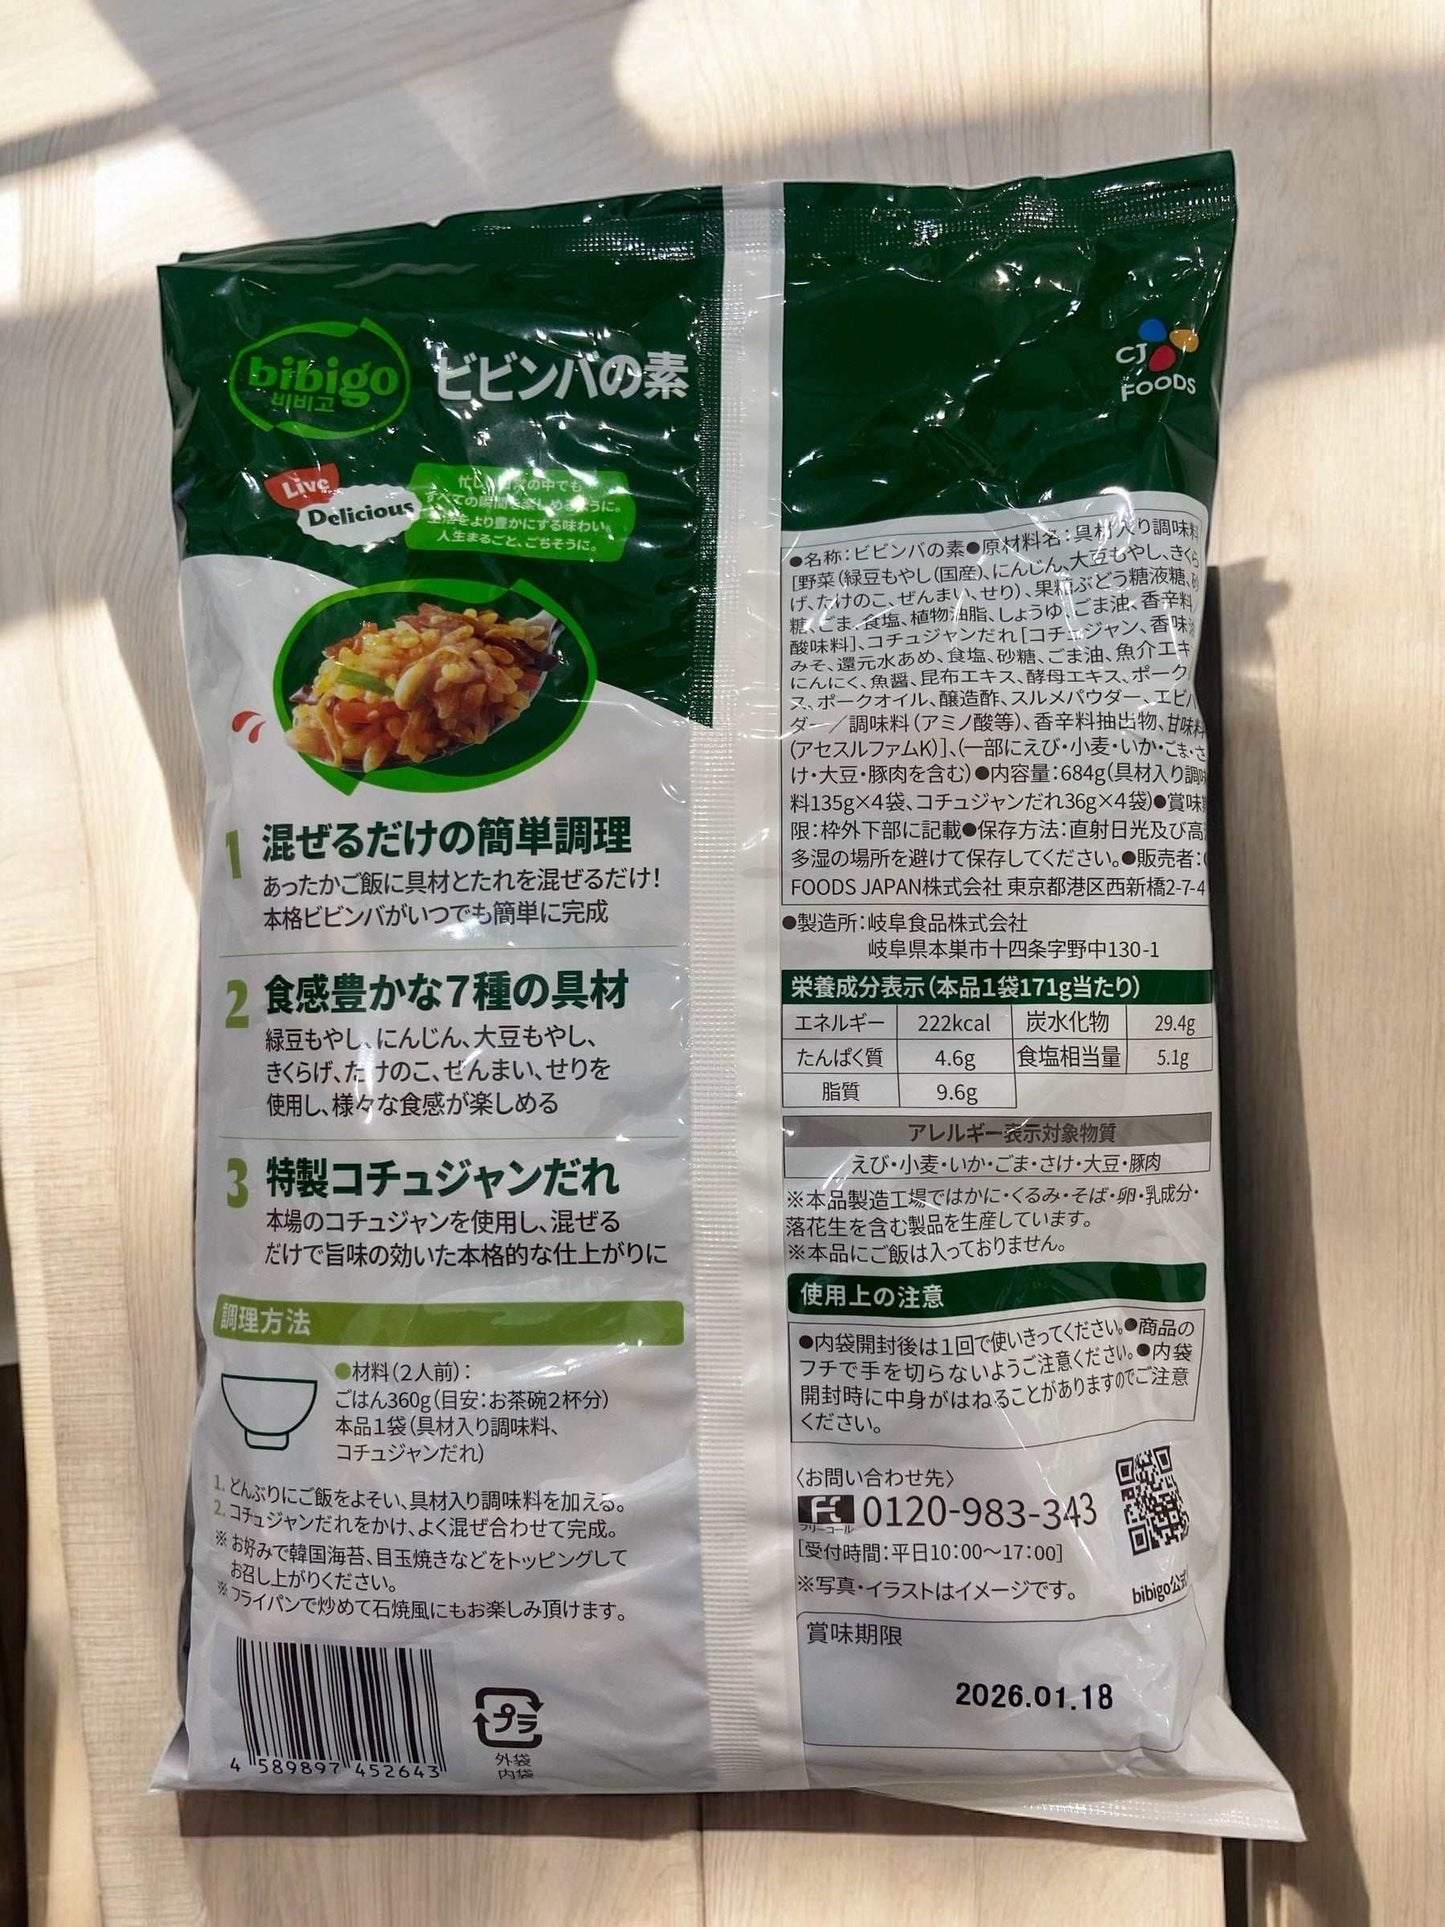 bibigo
비비고
ビビンバの素
CJ
FOODS
Live
Delicious
すべての瞬間を楽しめるように。
生活をより豊かにする味わい。
人生まるごと、ごちそうに。
1 混ぜるだけの簡単調理
あったかご飯に具材とたれを混ぜるだけ!
本格ビビンバがいつでも簡単に完成
2 食感豊かな7種の具材
緑豆もやし、にんじん、大豆もやし、
きくらげ、たけのこ、ぜんまい、せりを
使用し、様々な食感が楽しめる
3 特製コチュジャンだれ
本場のコチュジャンを使用し、混ぜる
だけで旨味の効いた本格的な仕上がりに
調理方法
●材料(2人前):
ごはん360g(目安:お茶碗2杯分)
本品1袋(具材入り調味料、
コチュジャンだれ)
1. どんぶりにご飯をよそい、具材入り調味料を加える。
2. コチュジャンだれをかけ、よく混ぜ合わせて完成。
※ お好みで韓国海苔、目玉焼きなどをトッピングして
お召し上がりください。
※ フライパンで炒めて石焼風にもお楽しみ頂けます。
4 589897 452643
プラ
外袋
内袋
●名称:ビビンバの素●原材料名:具材入り調味料
[野菜(緑豆もやし(国産)、にんじん、大豆もやし、きくら
げ、たけのこ、ぜんまい、せり)、果糖ぶどう糖液糖、砂
糖、ごま、食塩、植物油脂、しょうゆ、ごま油、香辛料
酸味料]、コチュジャンだれ[コチュジャン、香味油
みそ、還元水あめ、食塩、砂糖、ごま油、魚介エキ
にんにく、魚醤、昆布エキス、酵母エキス、ポーク
ス、ポークオイル、醸造酢、スルメパウダー、エビパ
ダー/調味料(アミノ酸等)、香辛料抽出物、甘味料
(アセスルファムK)]、(一部にえび・小麦・いか・ごま・さ
け・大豆・豚肉を含む)●内容量:684g(具材入り調味
料135g×4袋、コチュジャンだれ36g×4袋)●賞味期
限:枠外下部に記載●保存方法:直射日光及び高
多湿の場所を避けて保存してください。●販売者:
FOODS JAPAN株式会社 東京都港区西新橋2-7-4
●製造所:岐阜食品株式会社
岐阜県本巣市十四条字野中130-1
栄養成分表示(本品1袋171g当たり)
エネルギー 222kcal 炭水化物 29.4g
たんぱく質 4.6g 食塩相当量 5.1g
脂質 9.6g
アレルギー表示対象物質
えび・小麦・いか・ごま・さけ・大豆・豚肉
※本品製造工場ではかに・くるみ・そば・卵・乳成分・
落花生を含む製品を生産しています。
※本品にご飯は入っておりません。
使用上の注意
●内袋開封後は1回で使いきってください。●商品の
フチで手を切らないようご注意ください。●内袋
開封時に中身がはねることがありますのでご注意
ください。
〈お問い合わせ先〉
フリーコール 0120-983-343
[受付時間:平日10:00〜17:00]
※写真・イラストはイメージです。
bibigo公式
賞味期限
2026.01.18